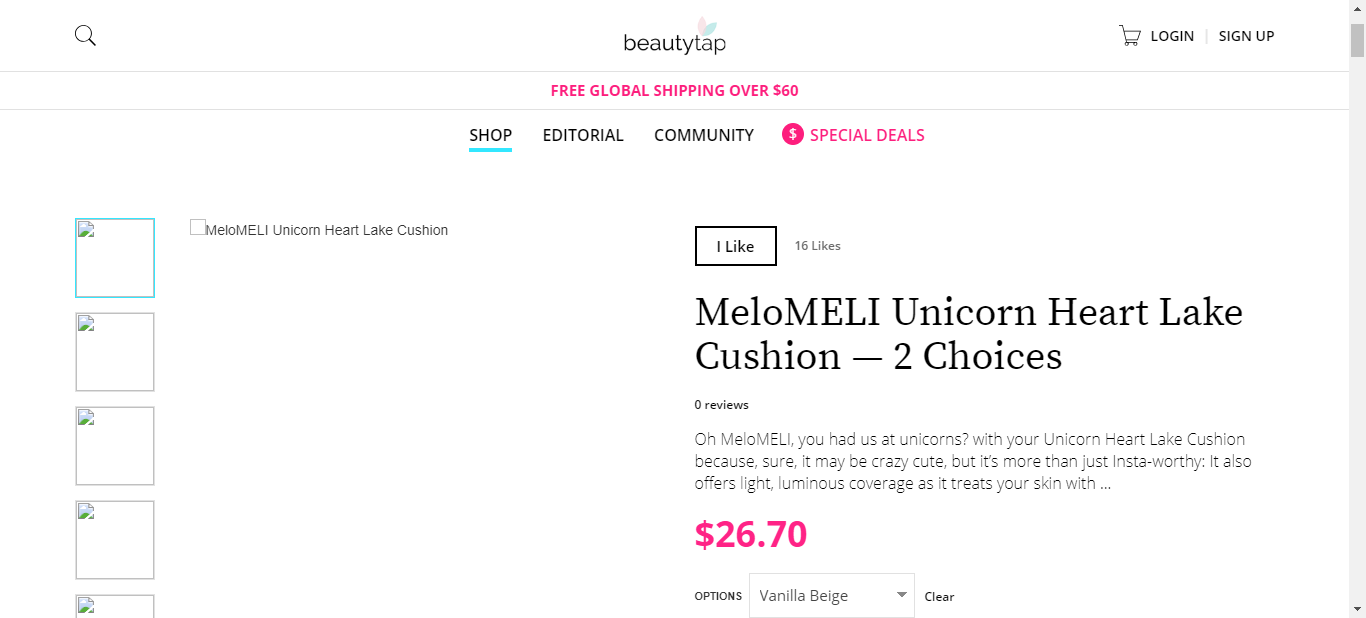 beautytap
LOGIN | SIGN UP
FREE GLOBAL SHIPPING OVER $60
SHOP EDITORIAL COMMUNITY $ SPECIAL DEALS
MeloMELI Unicorn Heart Lake Cushion
I Like 16 Likes
MeloMELI Unicorn Heart Lake
Cushion — 2 Choices
0 reviews
Oh MeloMELI, you had us at unicorns? with your Unicorn Heart Lake Cushion
because, sure, it may be crazy cute, but it’s more than just Insta-worthy: It also
offers light, luminous coverage as it treats your skin with ...
$26.70
OPTIONS Vanilla Beige Clear